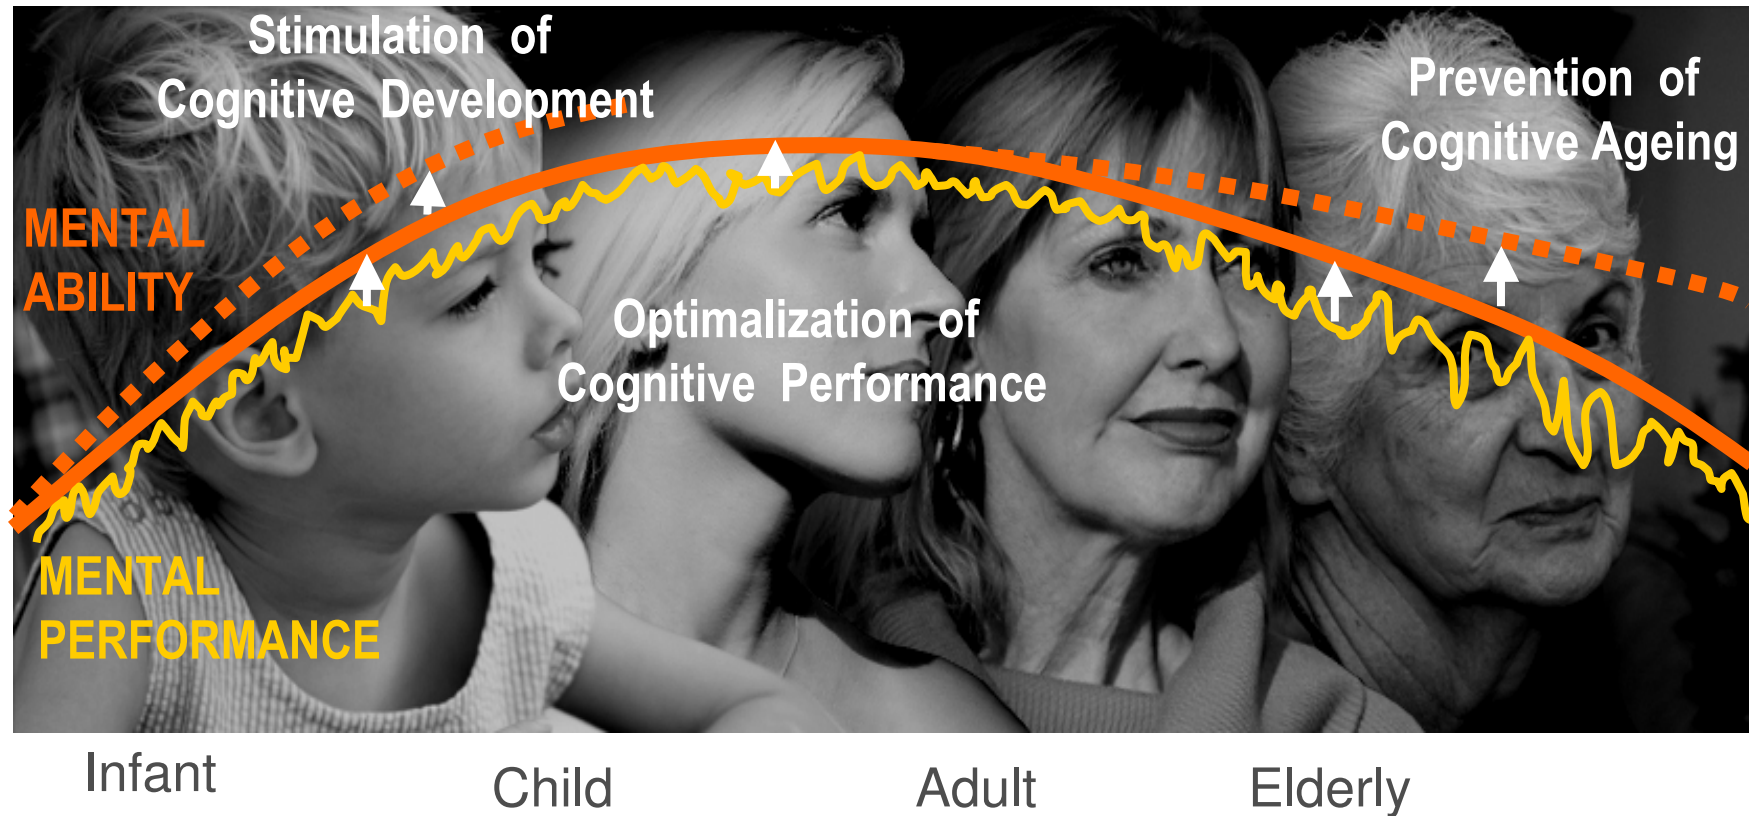 Stimulation of
Cognitive Development
Prevention of
Cognitive Ageing
MENTAL
ABILITY
Optimalization of
Cognitive Performance
MENTAL
PERFORMANCE
Infant
Child
Adult
Elderly